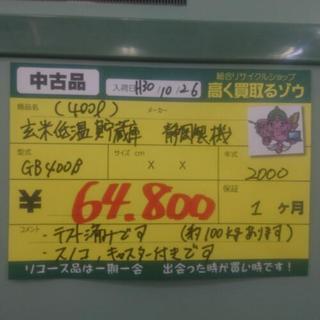 中古品
入荷日 H30/10/26
総合リサイクルショップ
高く買取るゾウ
商品名 (400ℓ)
メーカー
玄米低温貯蔵庫 静岡製機
型式 サイズcm 年式
GB400B × × 2000
¥ 64.800
保証
1 ヶ月
コメント
・テスト済みです (約100kgあります)
・スノコ,キャスター付きです
リユース品は一期一会 出会った時が買い時です!